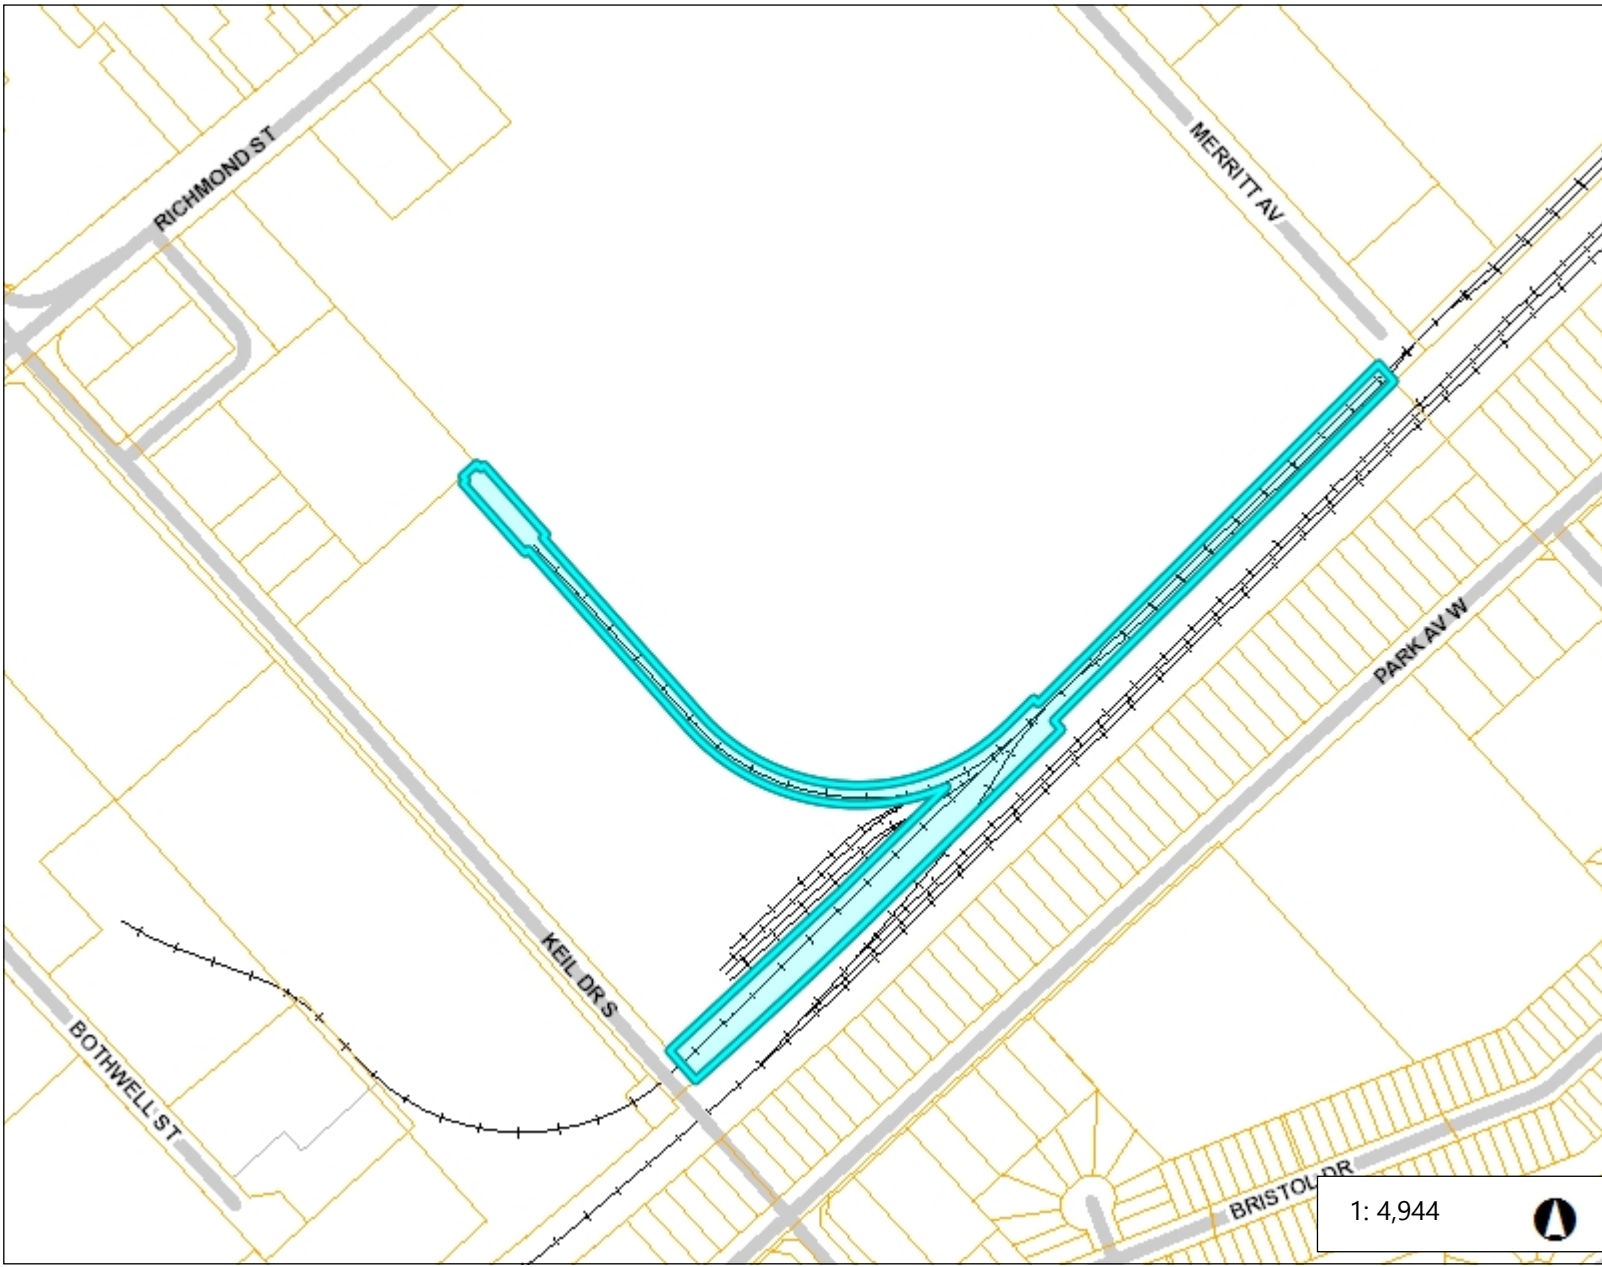 MERRITT AV
RICHMOND ST
PARK AV W
KEIL DR S
BOTHWELL ST
BRISTOL DR
1: 4,944